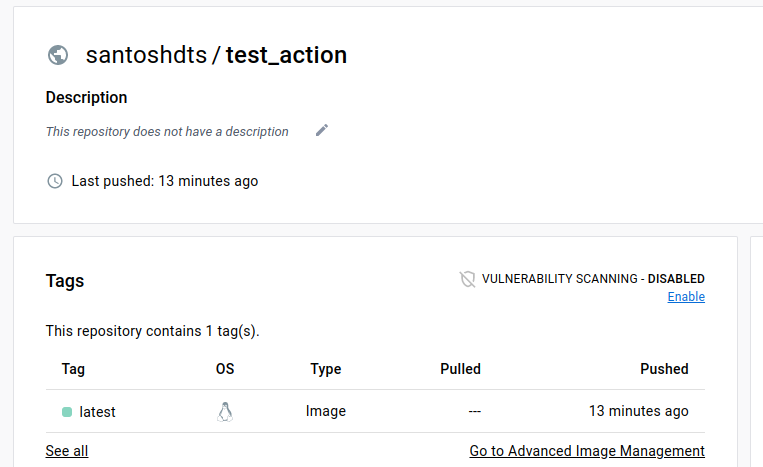 santoshdts / test_action
Description
This repository does not have a description
Last pushed: 13 minutes ago
Tags
VULNERABILITY SCANNING - DISABLED
Enable
This repository contains 1 tag(s).
Tag OS Type Pulled Pushed
latest Image --- 13 minutes ago
See all Go to Advanced Image Management